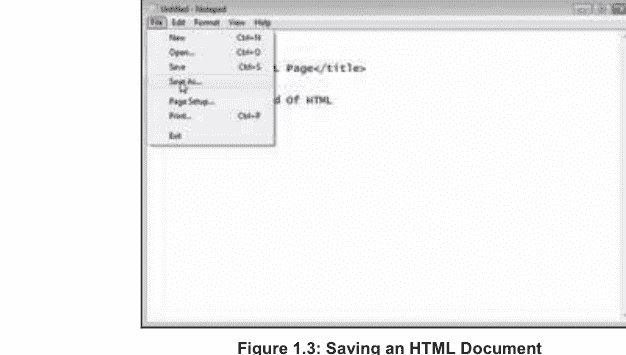 Untitled - Notepad
File Edit Format View Help
New Ctrl+N
Open... Ctrl+O
Save Ctrl+S
Page</title>
Save As...
Page Setup...
d Of HTML
Print... Ctrl+P
Exit
Figure 1.3: Saving an HTML Document